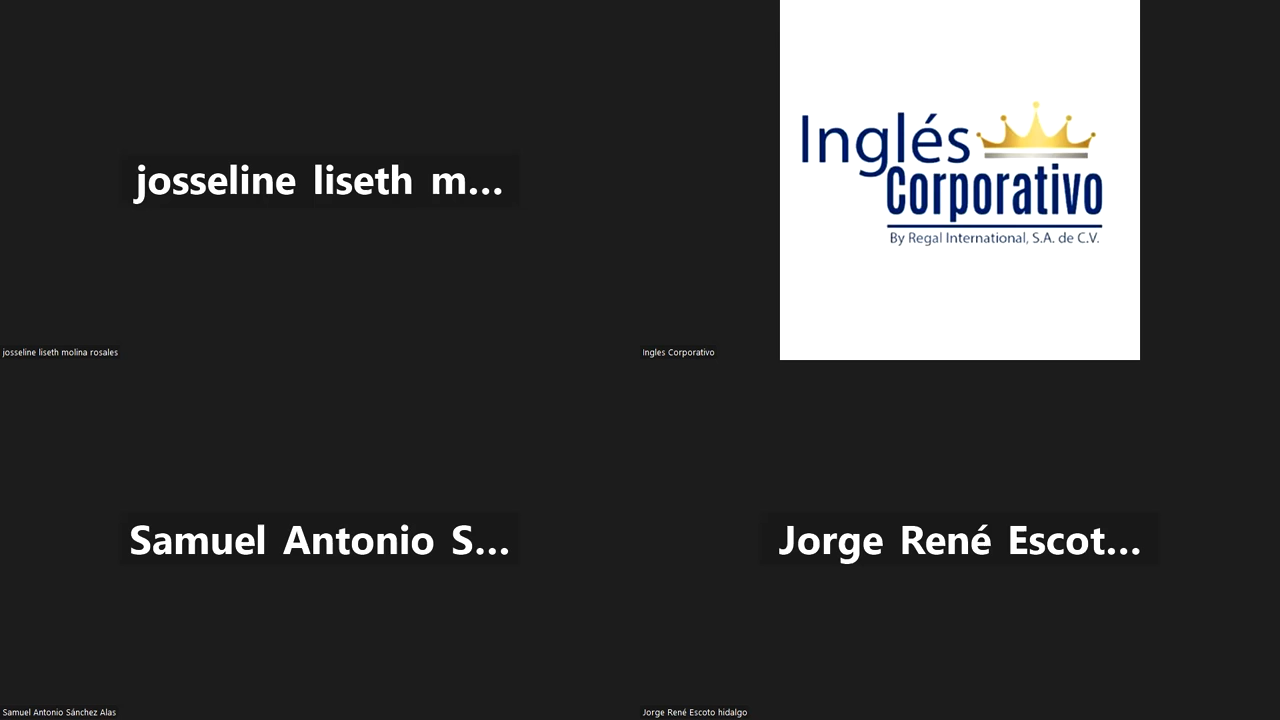 josseline liseth m...
josseline liseth molina rosales
Inglés
Corporativo
By Regal International, S.A. de C.V.
Ingles Corporativo
Samuel Antonio S...
Samuel Antonio Sánchez Alas
Jorge René Escot...
Jorge René Escoto hidalgo